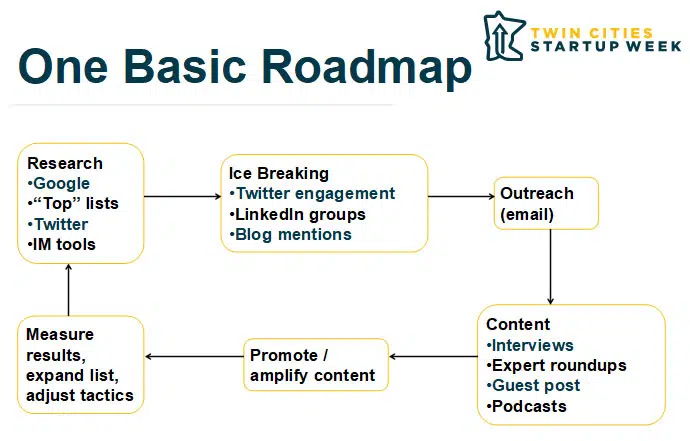 TWIN CITIES
STARTUP WEEK
One Basic Roadmap
Research
•Google
•“Top” lists
•Twitter
•IM tools
Ice Breaking
•Twitter engagement
•LinkedIn groups
•Blog mentions
Outreach
(email)
Content
•Interviews
•Expert roundups
•Guest post
•Podcasts
Promote /
amplify content
Measure
results,
expand list,
adjust tactics